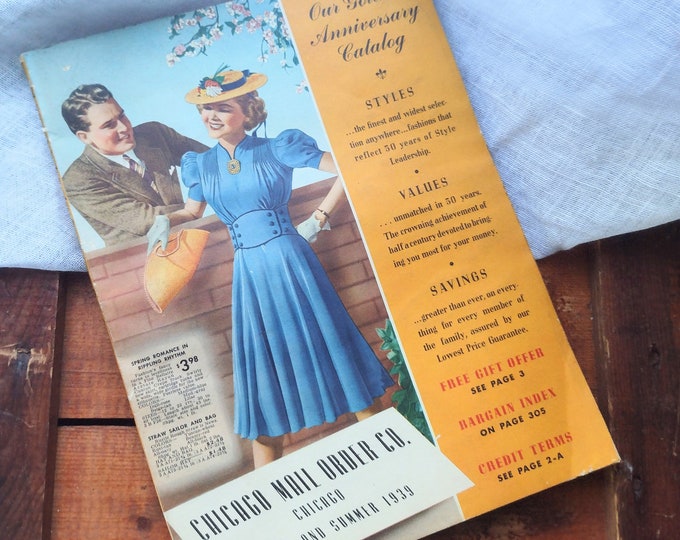 Our
Anniversary
Catalog
STYLES
...the finest and widest selec-
tion anywhere...fashions that
reflect 50 years of Style
Leadership.
VALUES
...unmatched in 50 years.
The crowning achievement of
half a century devoted to bring-
ing you most for your money.
SAVINGS
...greater than ever, on every-
thing for every member of
the family, assured by our
Lowest Price Guarantee.
FREE GIFT OFFER
SEE PAGE 3
BARGAIN INDEX
ON PAGE 305
CREDIT TERMS
SEE PAGE 2-A
SPRING ROMANCE IN
RIPPLING RHYTHM
$3.98
STRAW SAILOR AND BAG
$1.48
CHICAGO MAIL ORDER CO.
CHICAGO
SUMMER 1939